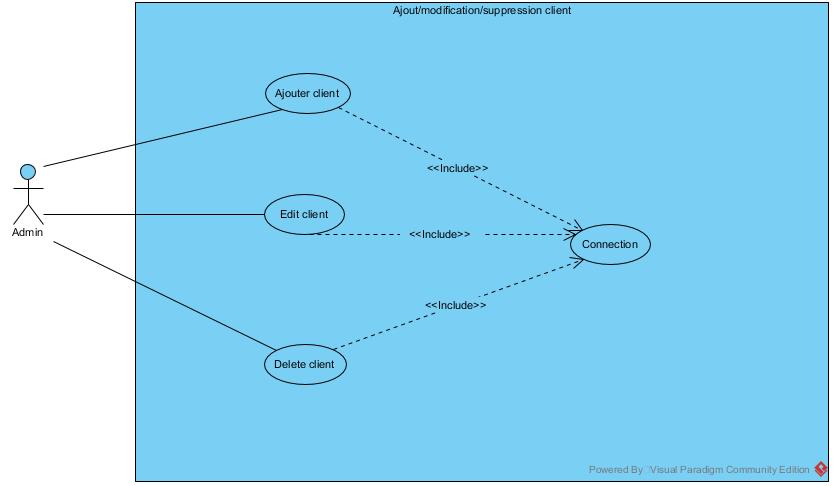 Ajout/modification/suppression client
Ajouter client
<<Include>>
Admin
Edit client
<<Include>>
Connection
<<Include>>
Delete client
Powered By Visual Paradigm Community Edition